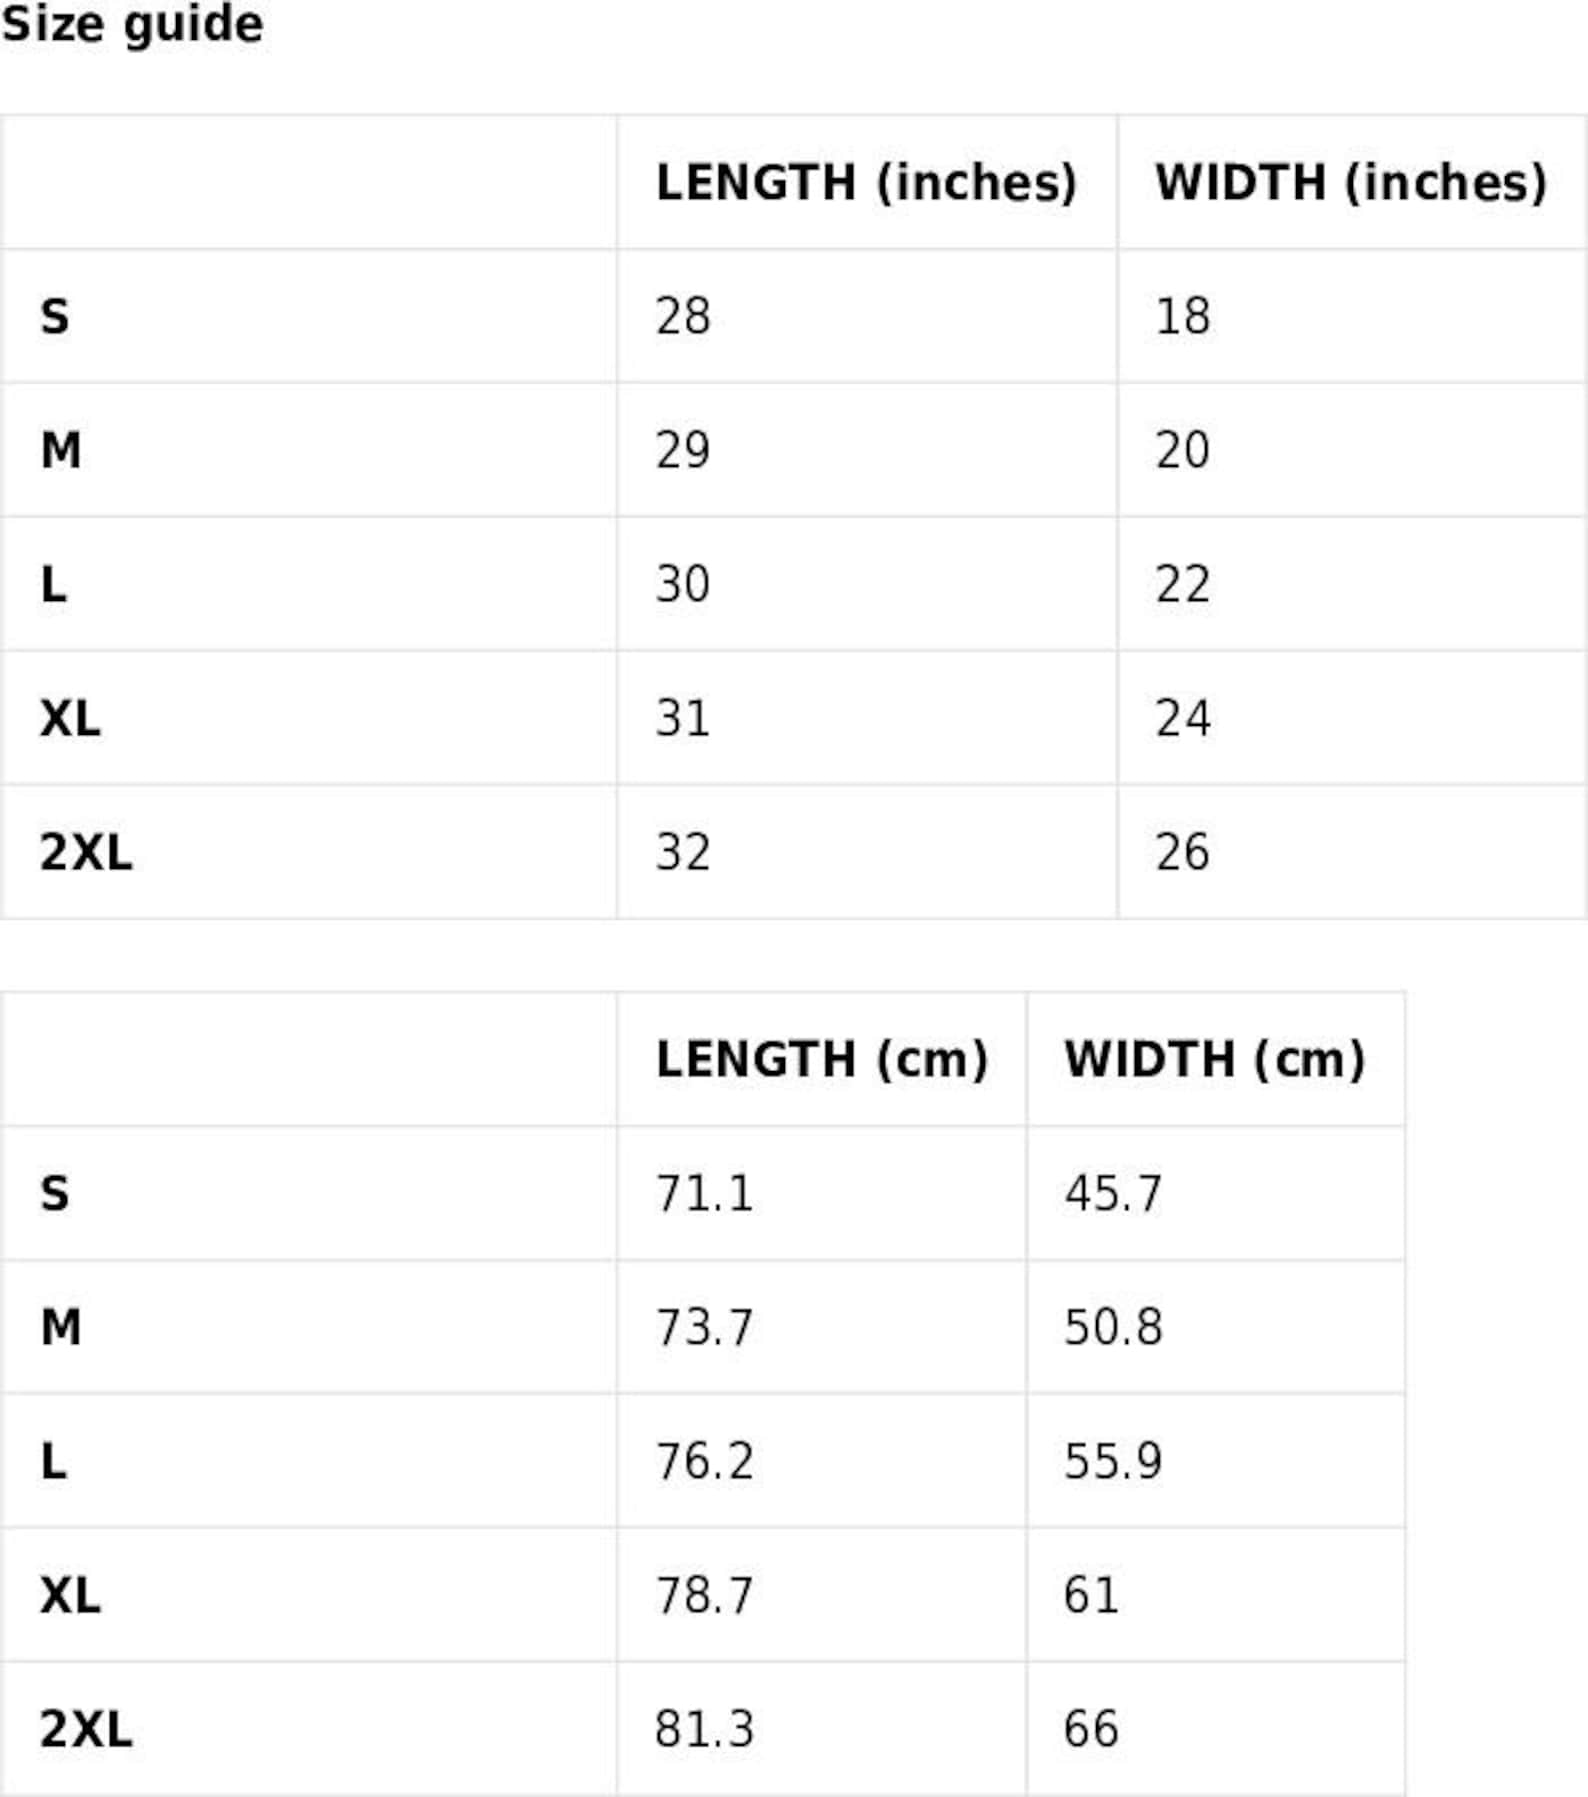 Size guide
LENGTH (inches) WIDTH (inches)
S 28 18
M 29 20
L 30 22
XL 31 24
2XL 32 26
LENGTH (cm) WIDTH (cm)
S 71.1 45.7
M 73.7 50.8
L 76.2 55.9
XL 78.7 61
2XL 81.3 66